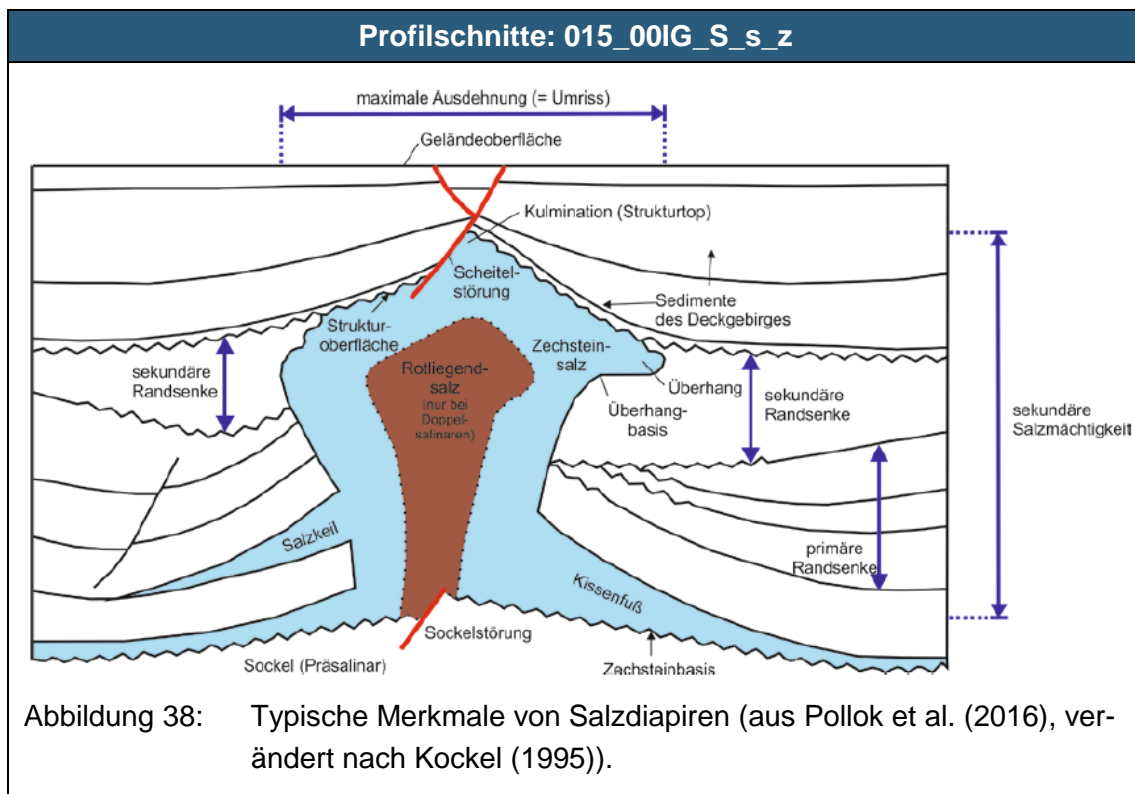 Profilschnitte: 015_00IG_S_s_z
maximale Ausdehnung (= Umriss)
Geländeoberfläche
Kulmination (Strukturtop)
Scheitel-
störung
Sedimente
des Deckgebirges
Struktur-
oberfläche
Zechstein-
salz
sekundäre
Randsenke
Rotliegend-
salz
(nur bei
Doppel-
salinaren)
Überhang
Überhang-
basis
sekundäre
Randsenke
sekundäre
Salzmächtigkeit
Salzkeil
primäre
Randsenke
Kissenfuß
Sockelstörung
Sockel (Präsalinar)
Zechsteinbasis
Abbildung 38: Typische Merkmale von Salzdiapiren (aus Pollok et al. (2016), ver-
ändert nach Kockel (1995)).